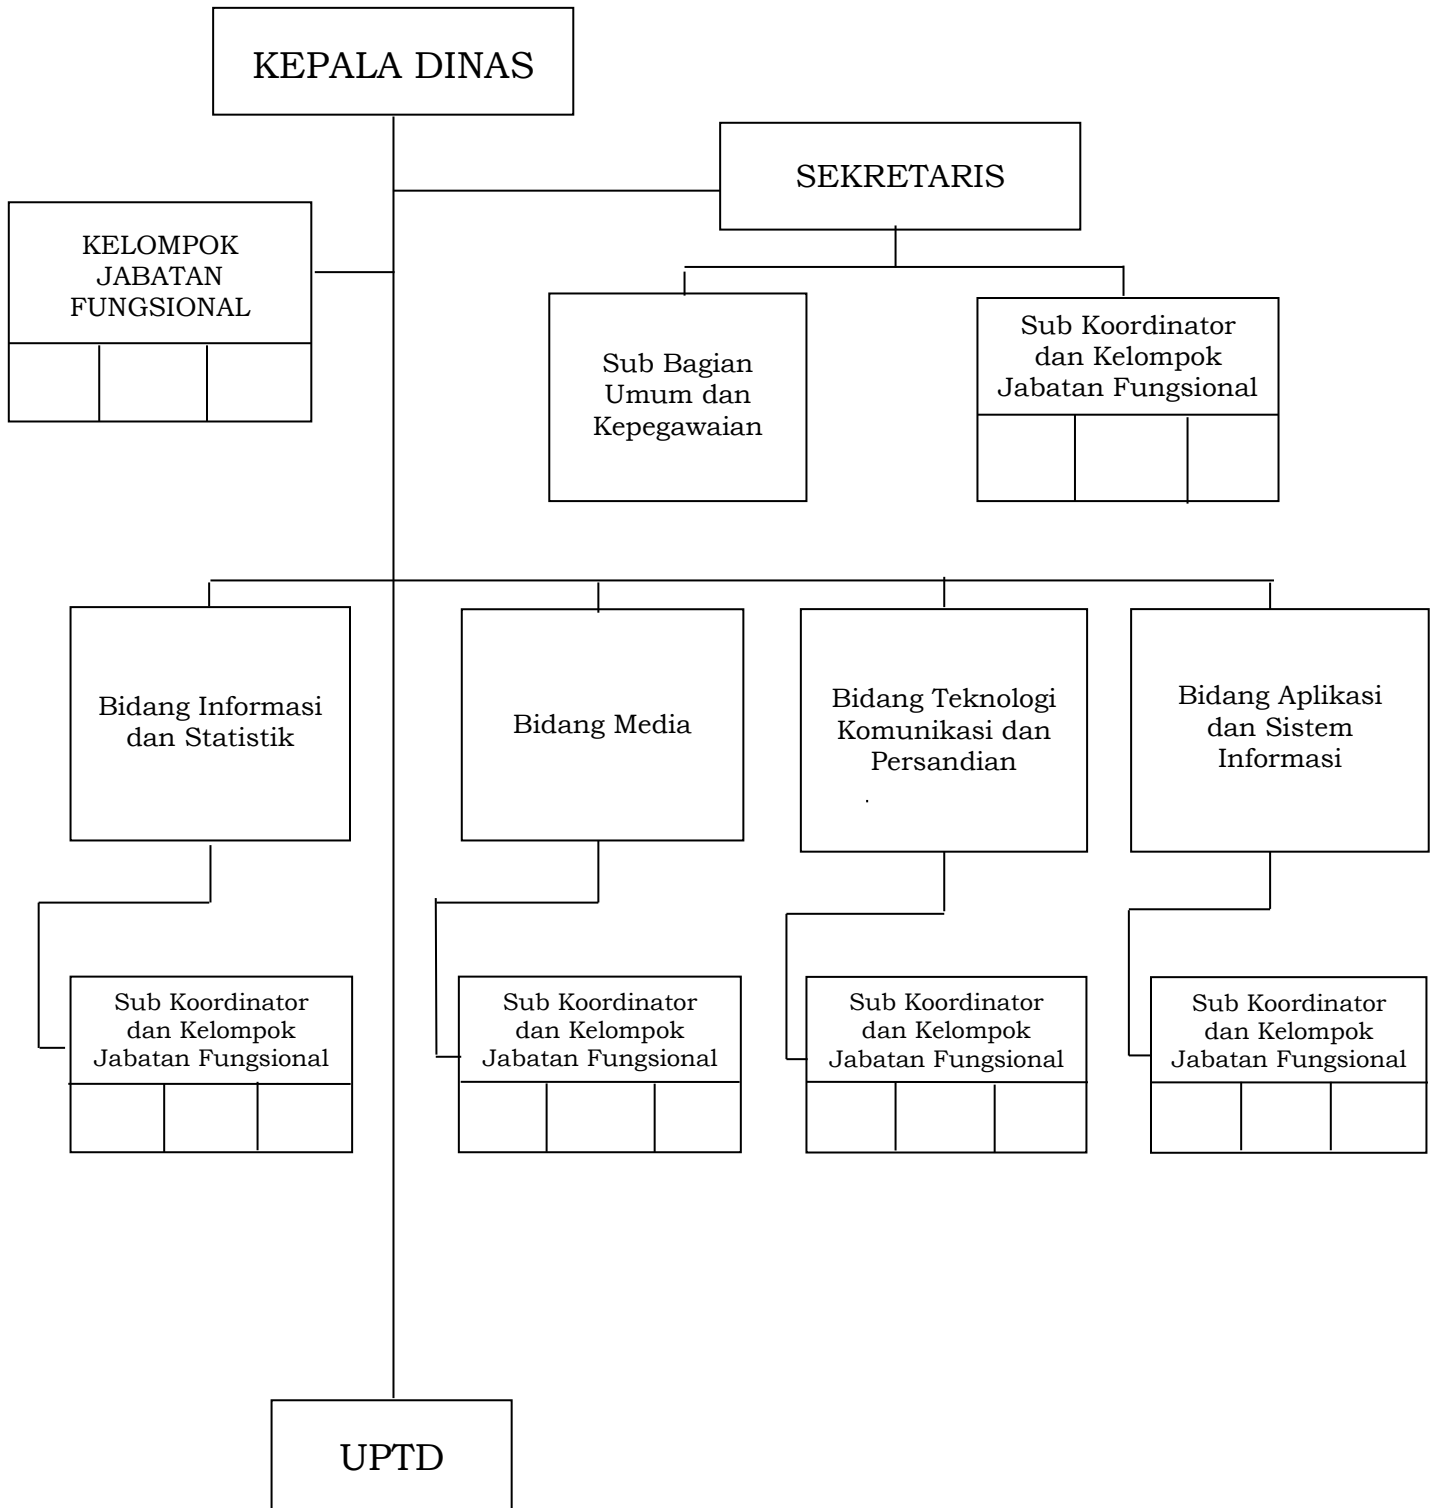 KEPALA DINAS
SEKRETARIS
KELOMPOK
JABATAN
FUNGSIONAL
Sub Bagian
Umum dan
Kepegawaian
Sub Koordinator
dan Kelompok
Jabatan Fungsional
Bidang Informasi
dan Statistik
Bidang Media
Bidang Teknologi
Komunikasi dan
Persandian
.
Bidang Aplikasi
dan Sistem
Informasi
Sub Koordinator
dan Kelompok
Jabatan Fungsional
Sub Koordinator
dan Kelompok
Jabatan Fungsional
Sub Koordinator
dan Kelompok
Jabatan Fungsional
Sub Koordinator
dan Kelompok
Jabatan Fungsional
UPTD